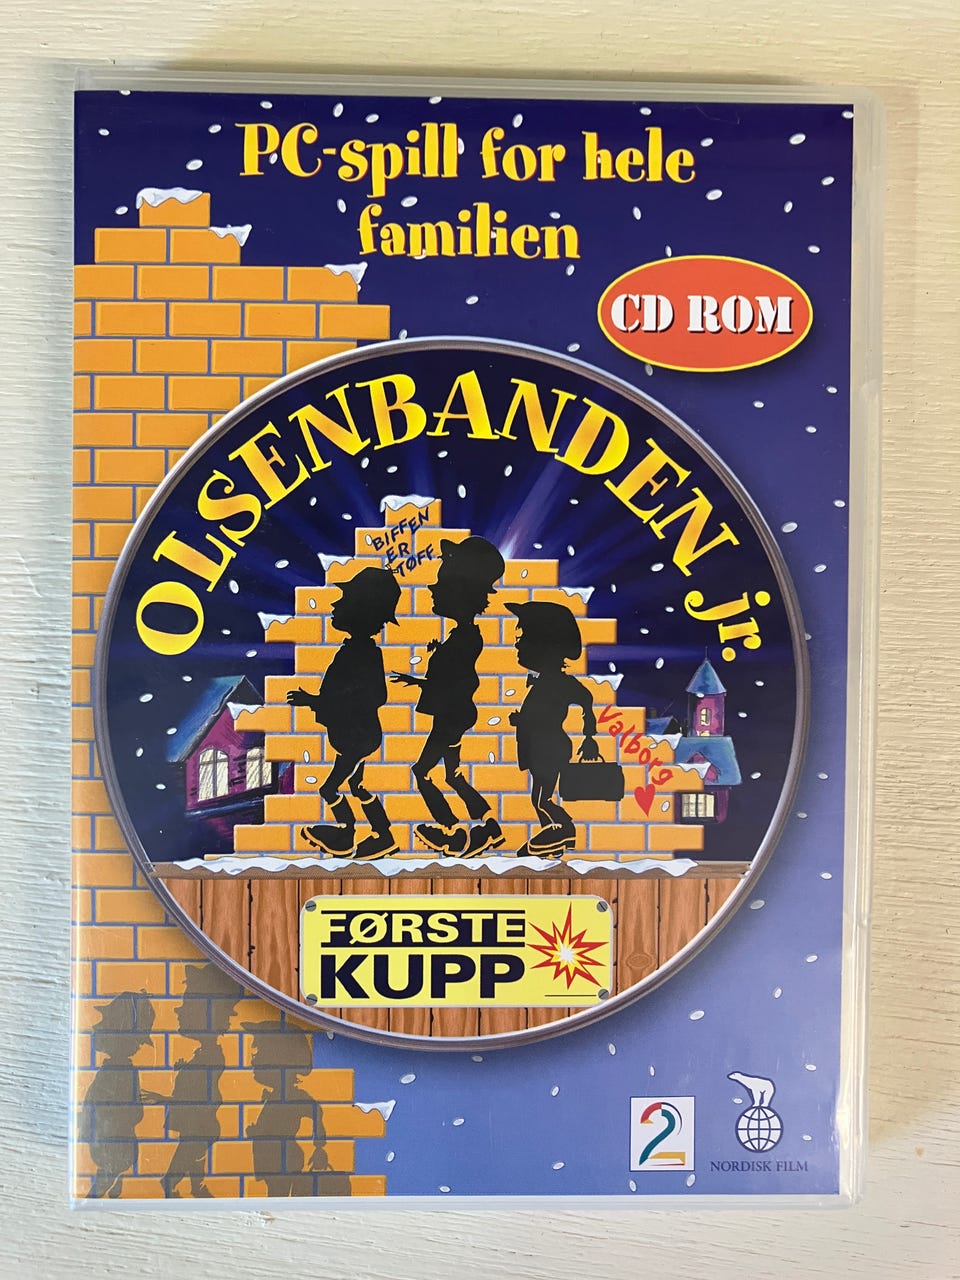 PC-spill for hele
familien
CD ROM
OLSENBANDEN jr.
BIFFEN
ER
TØFF
Valborg
FØRSTE
KUPP
2
NORDISK FILM